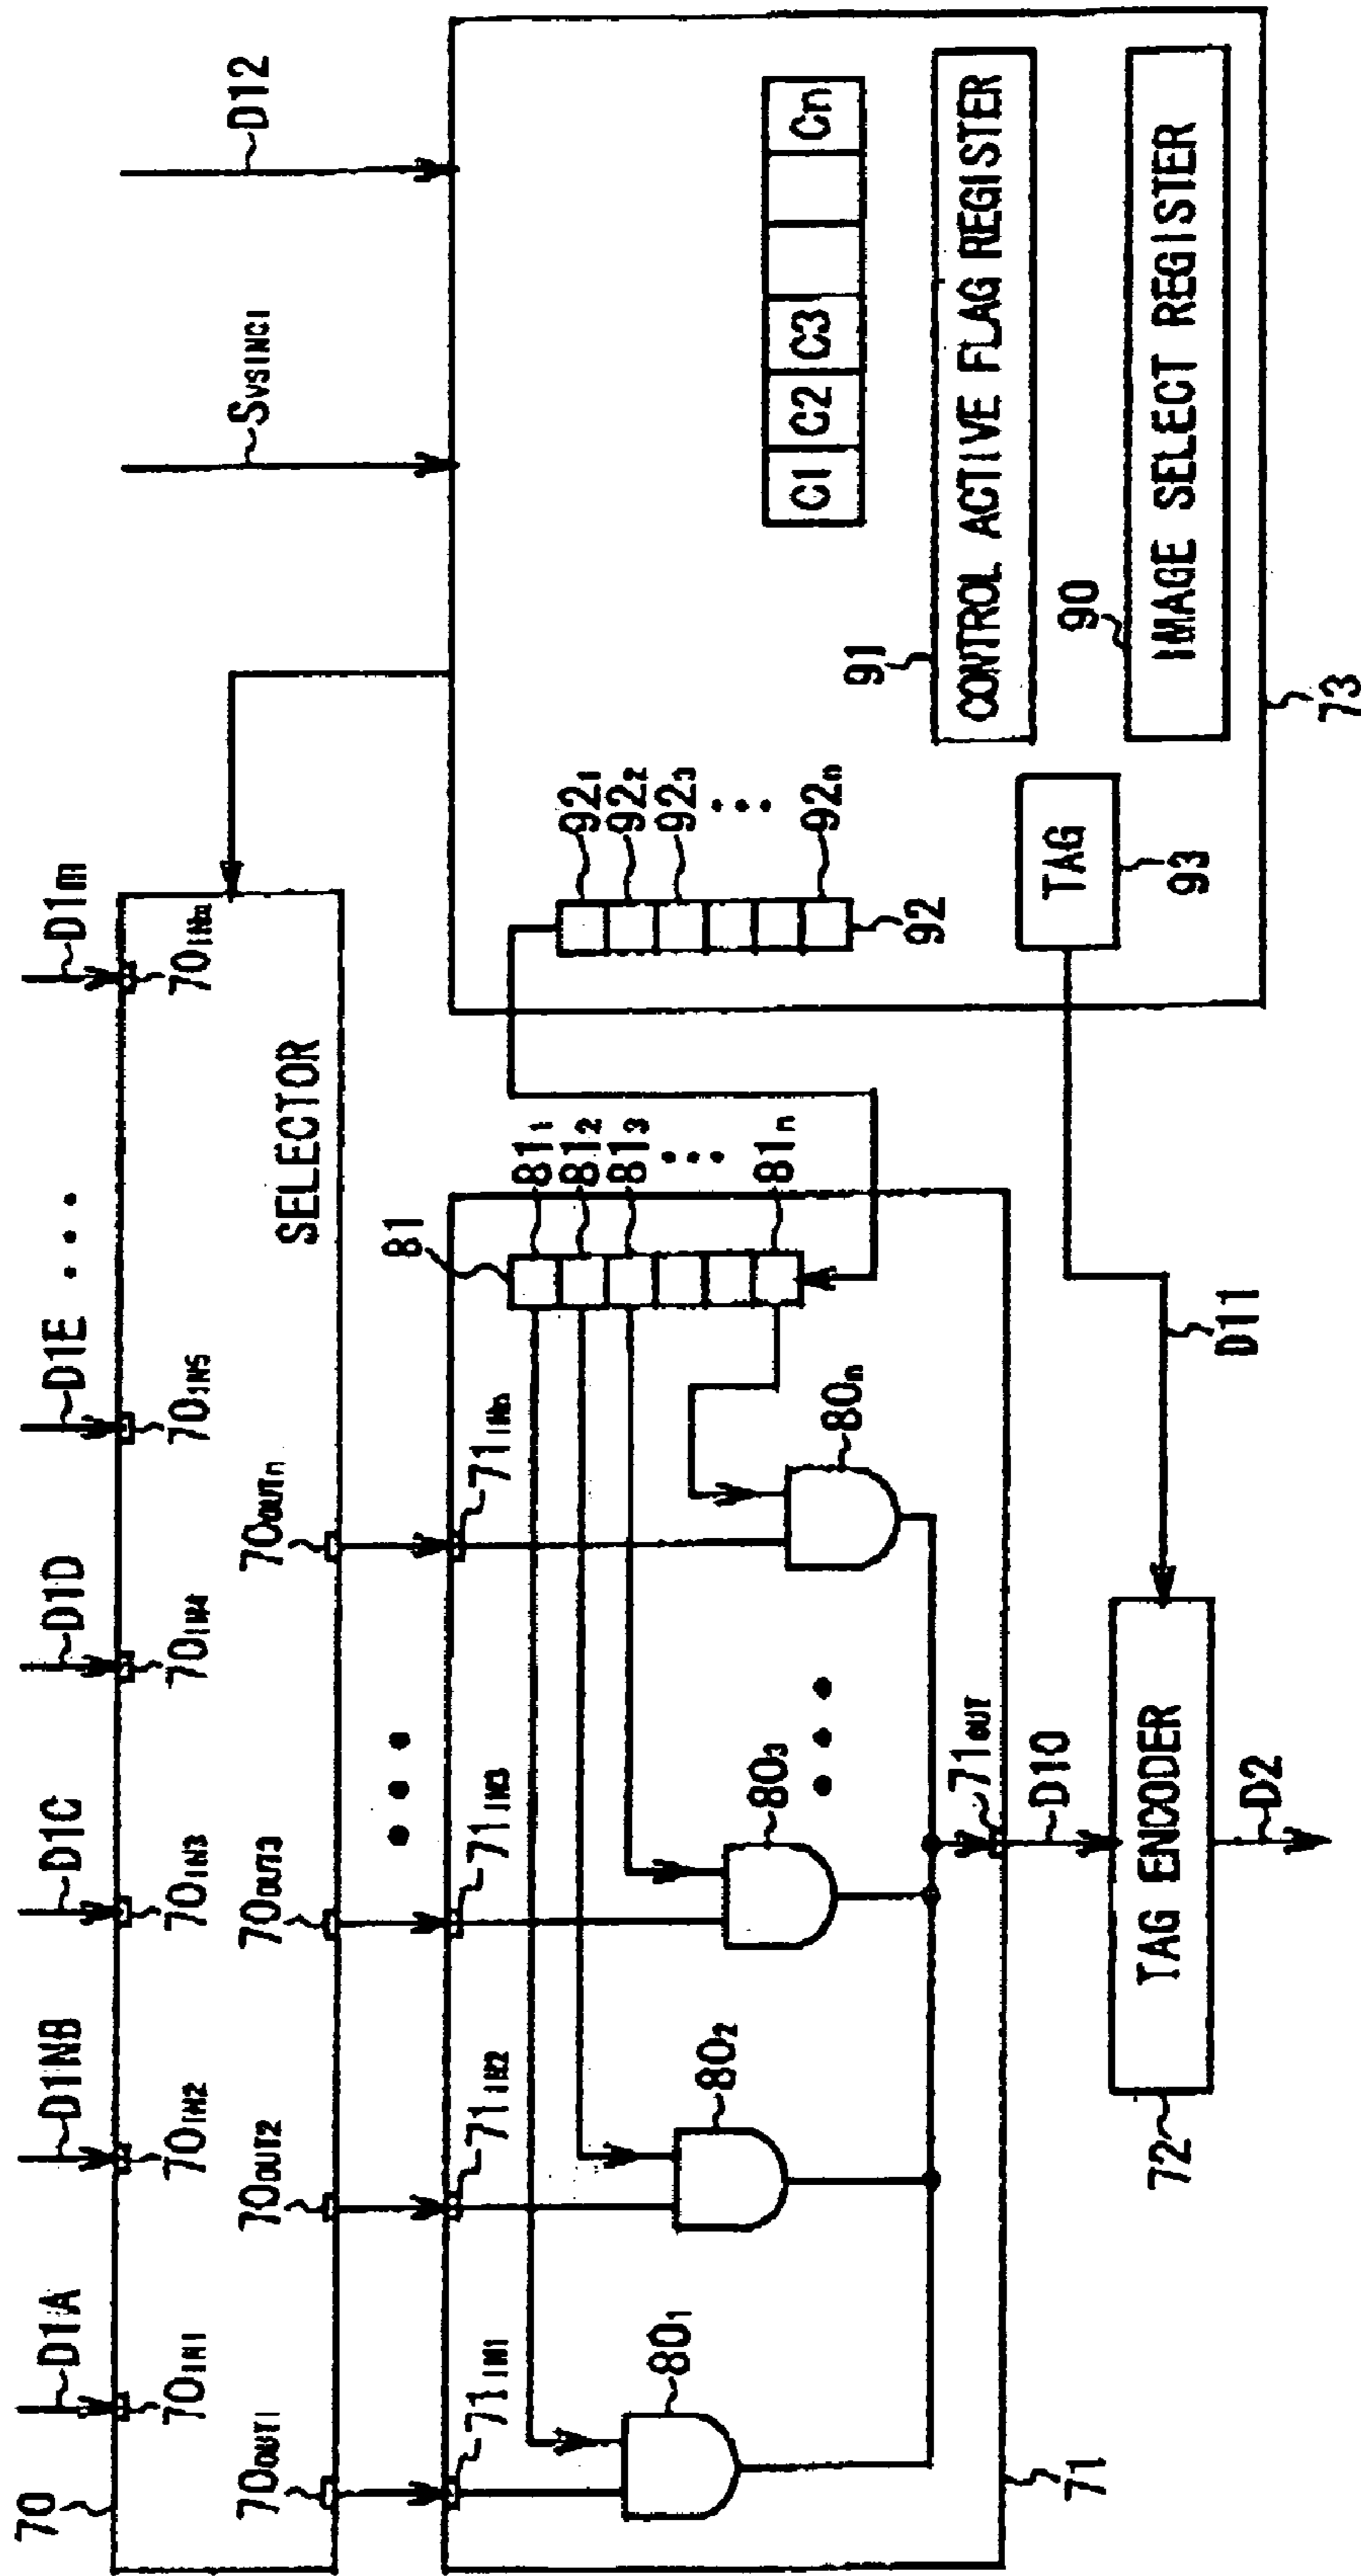 D1A
D1NB
D1C
D1D
D1E
• • •
D1m
70
70IN1
70IN2
70IN3
70IN4
70IN5
70INm
SELECTOR
70OUT1
70OUT2
70OUT3
• • •
70OUTn
SVSINC1
D12
71IN1
71IN2
71IN3
71INn
81
811
812
813
• • •
81n
801
802
803
• • •
80n
71
71OUT
D10
72
TAG ENCODER
D2
D11
921
922
923
• • •
92n
92
C1
C2
C3
Cn
91
CONTROL ACTIVE FLAG REGISTER
TAG
93
90
IMAGE SELECT REGISTER
73